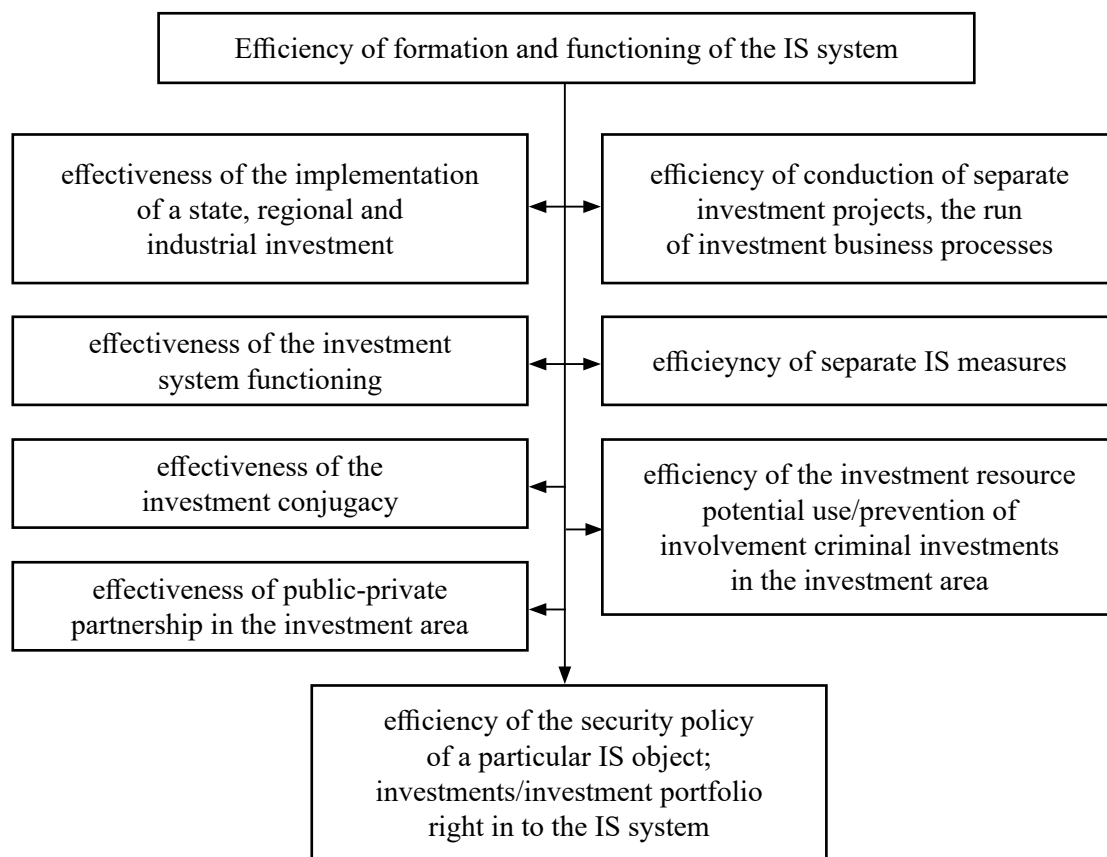 Efficiency of formation and functioning of the IS system
effectiveness of the implementation
of a state, regional and
industrial investment
efficiency of conduction of separate
investment projects, the run
of investment business processes
effectiveness of the investment
system functioning
efficieyncy of separate IS measures
effectiveness of the
investment conjugacy
efficiency of the investment resource
potential use/prevention of
involvement criminal investments
in the investment area
effectiveness of public-private
partnership in the investment area
efficiency of the security policy
of a particular IS object;
investments/investment portfolio
right in to the IS system